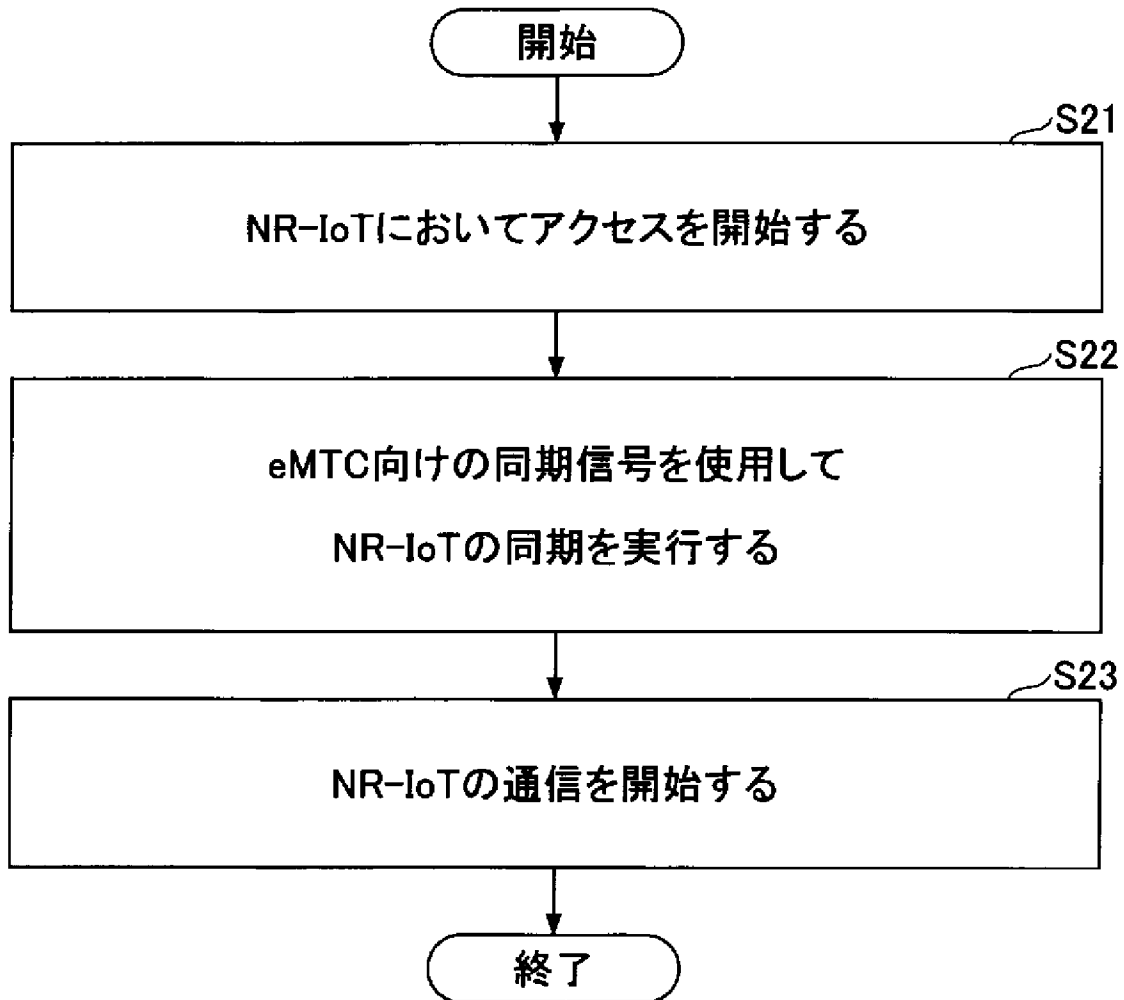 開始
S21
NR-IoTにおいてアクセスを開始する
S22
eMTC向けの同期信号を使用して
NR-IoTの同期を実行する
S23
NR-IoTの通信を開始する
終了